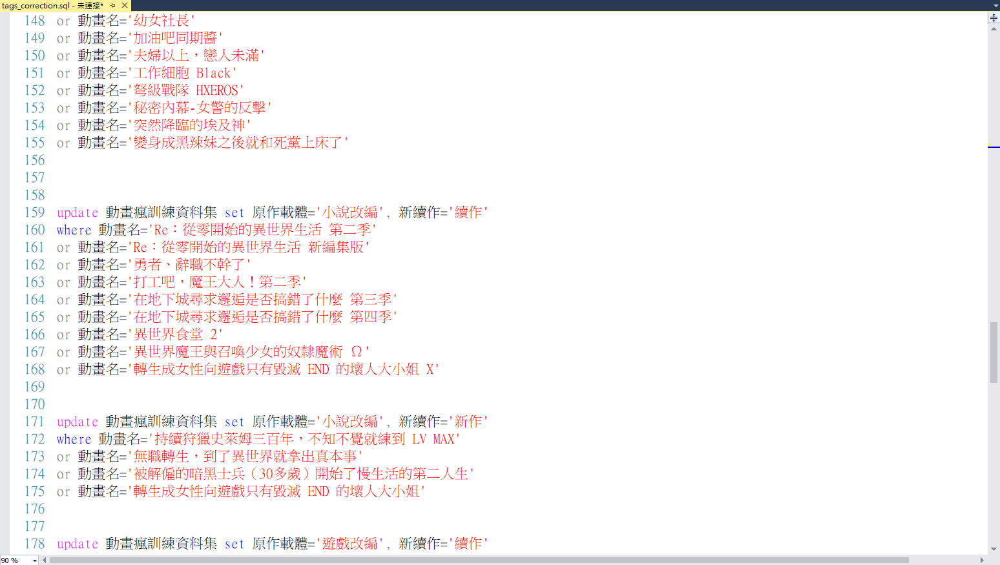 tags_correction.sql - 未連接*
148 or 動畫名='幼女社長'
149 or 動畫名='加油吧同期醬'
150 or 動畫名='夫婦以上，戀人未滿'
151 or 動畫名='工作細胞 Black'
152 or 動畫名='弩級戰隊 HXEROS'
153 or 動畫名='秘密內幕-女警的反擊'
154 or 動畫名='突然降臨的埃及神'
155 or 動畫名='變身成黑辣妹之後就和死黨上床了'
156
157
158
159 update 動畫瘋訓練資料集 set 原作載體='小說改編', 新續作='續作'
160 where 動畫名='Re：從零開始的異世界生活 第二季'
161 or 動畫名='Re：從零開始的異世界生活 新編集版'
162 or 動畫名='勇者、辭職不幹了'
163 or 動畫名='打工吧，魔王大人！第二季'
164 or 動畫名='在地下城尋求邂逅是否搞錯了什麼 第三季'
165 or 動畫名='在地下城尋求邂逅是否搞錯了什麼 第四季'
166 or 動畫名='異世界食堂 2'
167 or 動畫名='異世界魔王與召喚少女的奴隸魔術 Ω'
168 or 動畫名='轉生成女性向遊戲只有毀滅 END 的壞人大小姐 X'
169
170
171 update 動畫瘋訓練資料集 set 原作載體='小說改編', 新續作='新作'
172 where 動畫名='持續狩獵史萊姆三百年，不知不覺就練到 LV MAX'
173 or 動畫名='無職轉生，到了異世界就拿出真本事'
174 or 動畫名='被解僱的暗黑士兵（30多歲）開始了慢生活的第二人生'
175 or 動畫名='轉生成女性向遊戲只有毀滅 END 的壞人大小姐'
176
177
178 update 動畫瘋訓練資料集 set 原作載體='遊戲改編', 新續作='續作'
90 %